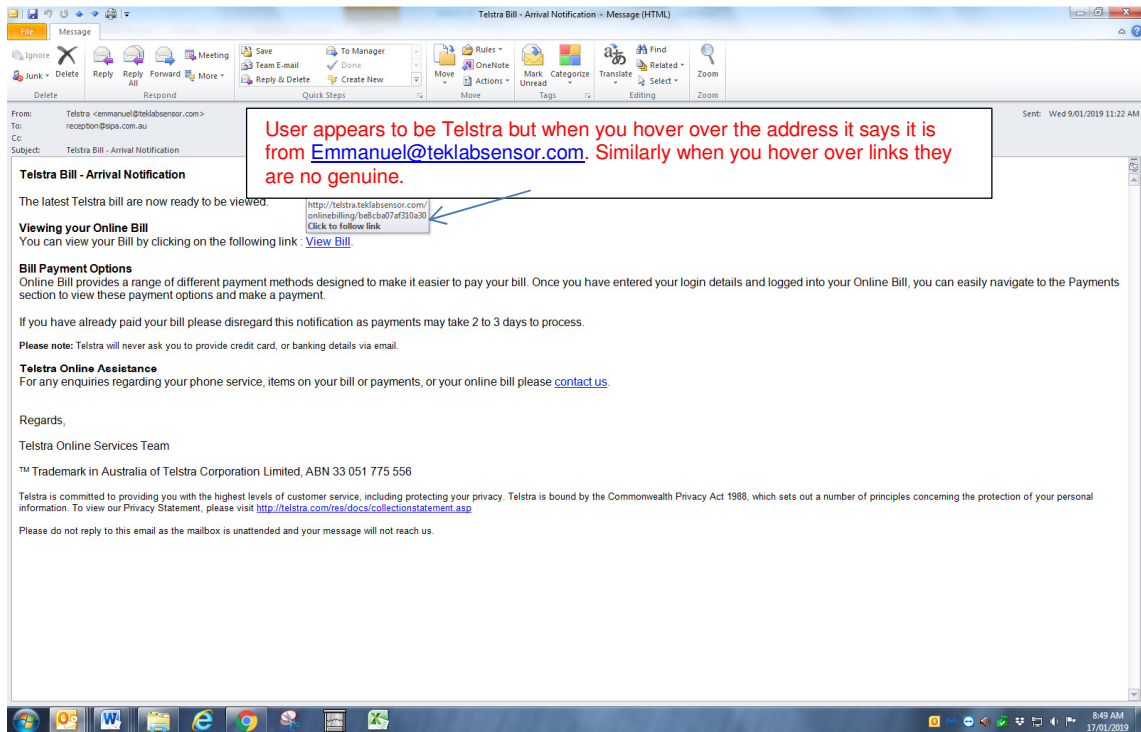 Telstra Bill - Arrival Notification - Message (HTML)
File Message
Ignore
Junk
Delete
Reply
Reply All
Forward
Meeting
More
Save
Team E-mail
Reply & Delete
To Manager
Done
Create New
Move
Rules
OneNote
Actions
Mark Unread
Categorize
Translate
Find
Related
Select
Zoom
Delete Respond Quick Steps Move Tags Editing Zoom
From: Telstra <emmanuel@teklabsensor.com>
Sent: Wed 9/01/2019 11:22 AM
To: reception@sipa.com.au
Cc:
Subject: Telstra Bill - Arrival Notification
User appears to be Telstra but when you hover over the address it says it is
from Emmanuel@teklabsensor.com. Similarly when you hover over links they
are no genuine.
Telstra Bill - Arrival Notification
The latest Telstra bill are now ready to be viewed.
http://telstra.teklabsensor.com/
onlinebilling/be8cba07af310a30
Click to follow link
Viewing your Online Bill
You can view your Bill by clicking on the following link : View Bill.
Bill Payment Options
Online Bill provides a range of different payment methods designed to make it easier to pay your bill. Once you have entered your login details and logged into your Online Bill, you can easily navigate to the Payments
section to view these payment options and make a payment.
If you have already paid your bill please disregard this notification as payments may take 2 to 3 days to process.
Please note: Telstra will never ask you to provide credit card, or banking details via email.
Telstra Online Assistance
For any enquiries regarding your phone service, items on your bill or payments, or your online bill please contact us.
Regards,
Telstra Online Services Team
™ Trademark in Australia of Telstra Corporation Limited, ABN 33 051 775 556
Telstra is committed to providing you with the highest levels of customer service, including protecting your privacy. Telstra is bound by the Commonwealth Privacy Act 1988, which sets out a number of principles concerning the protection of your personal
information. To view our Privacy Statement, please visit http://telstra.com/res/docs/collectionstatement.asp
Please do not reply to this email as the mailbox is unattended and your message will not reach us.
8:49 AM
17/01/2019